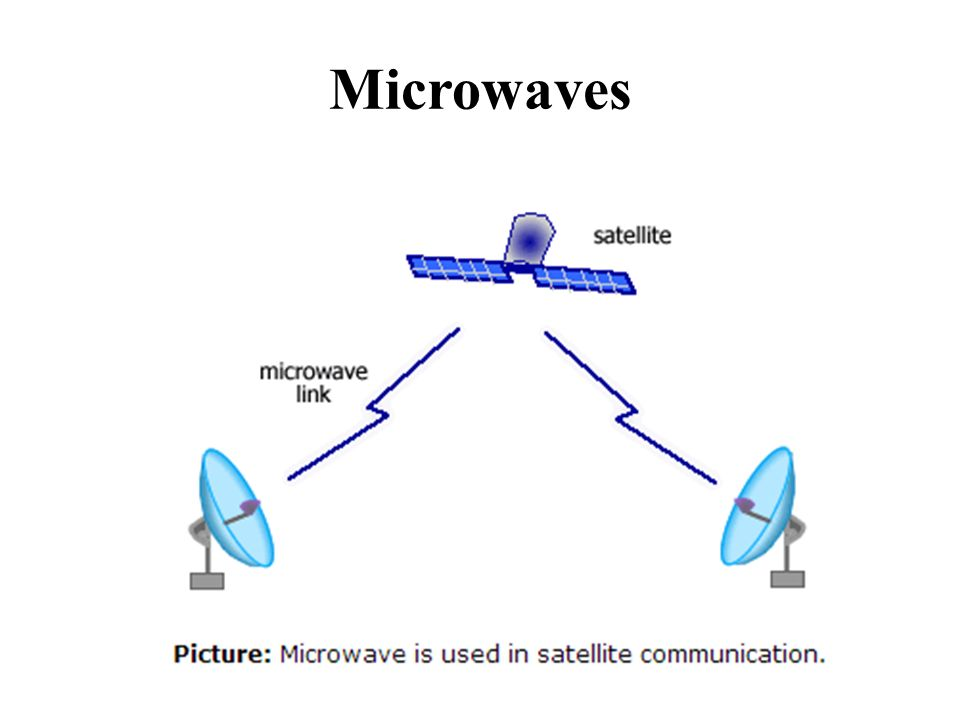 Microwaves
satellite
microwave
link
Picture: Microwave is used in satellite communication.